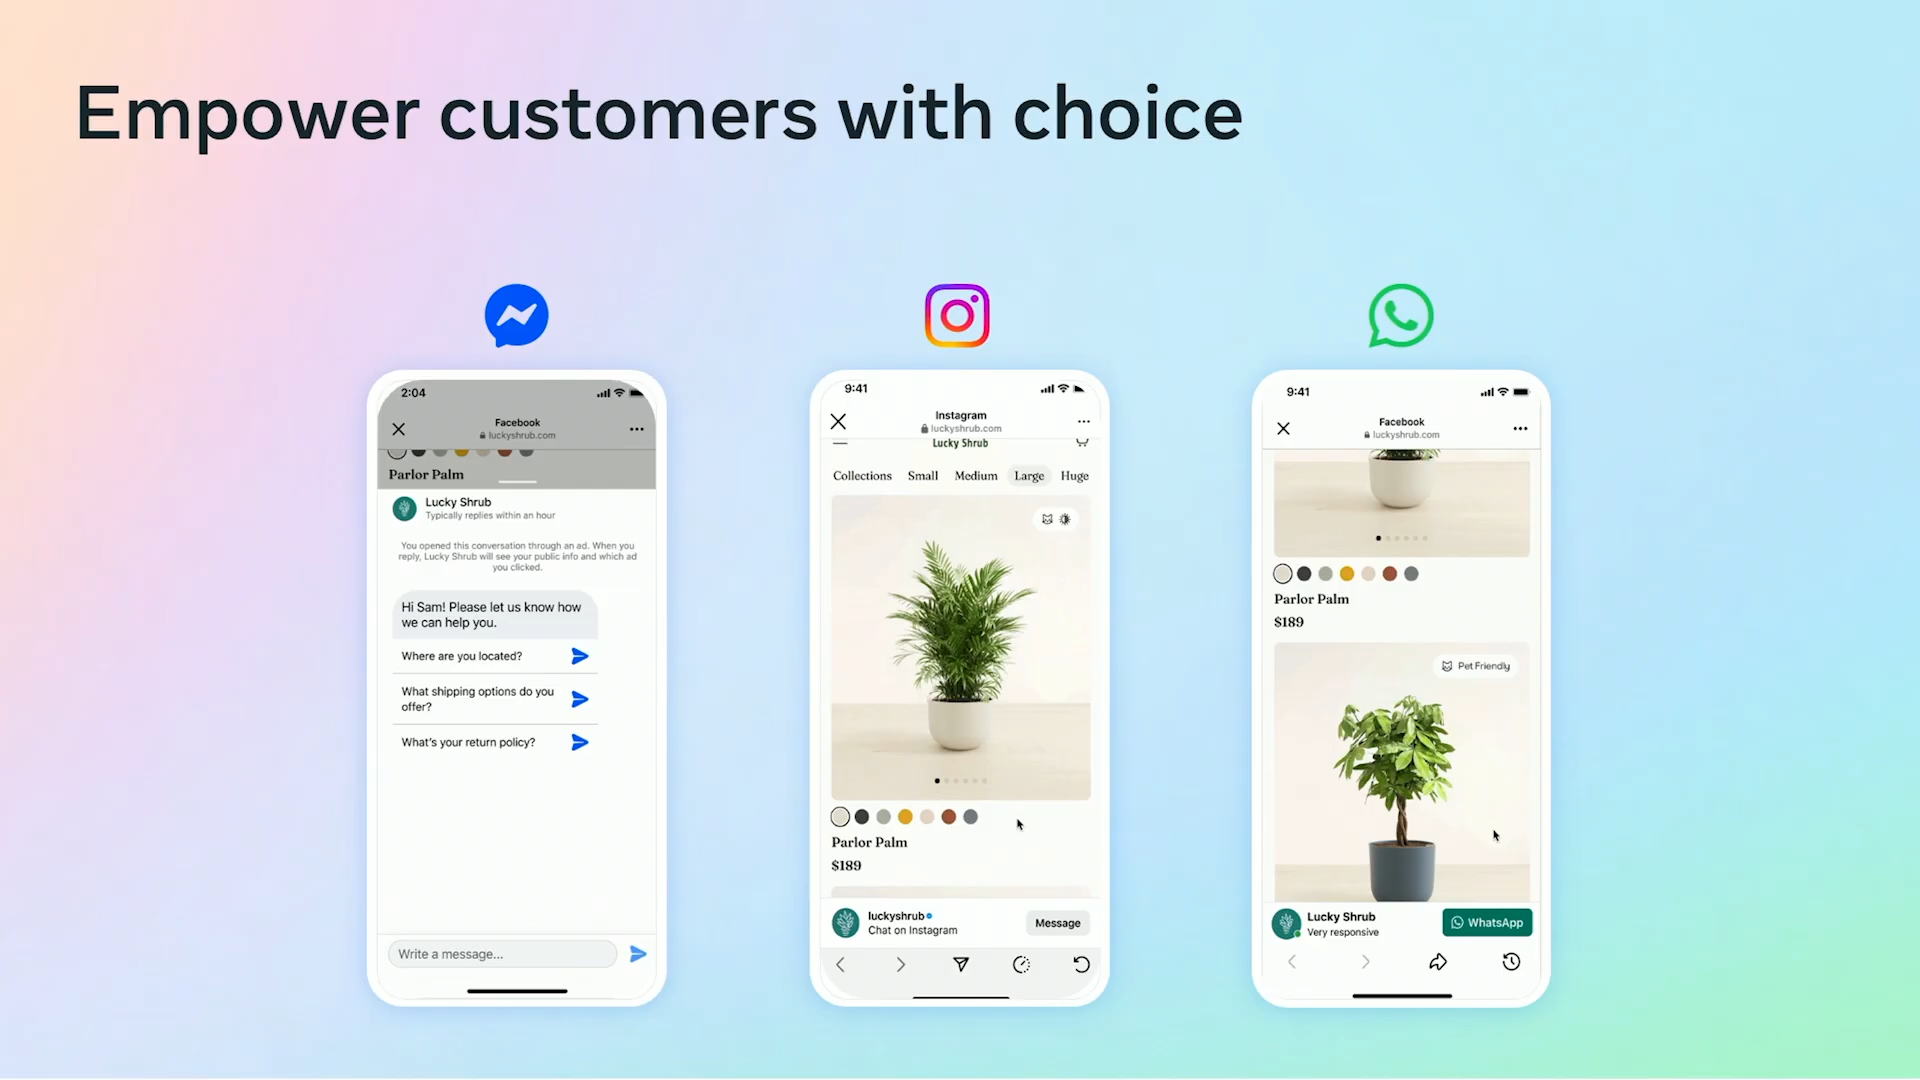 Empower customers with choice
2:04
Facebook
luckyshrub.com
Parlor Palm
Lucky Shrub
Typically replies within an hour
You opened this conversation through an ad. When you
reply, Lucky Shrub will see your public info and which ad
you clicked.
Hi Sam! Please let us know how
we can help you.
Where are you located?
What shipping options do you
offer?
What's your return policy?
Write a message...
9:41
Instagram
luckyshrub.com
Lucky Shrub
Collections Small Medium Large Huge
Parlor Palm
$189
luckyshrub
Chat on Instagram
Message
9:41
Facebook
luckyshrub.com
Parlor Palm
$189
Pet Friendly
Lucky Shrub
Very responsive
WhatsApp